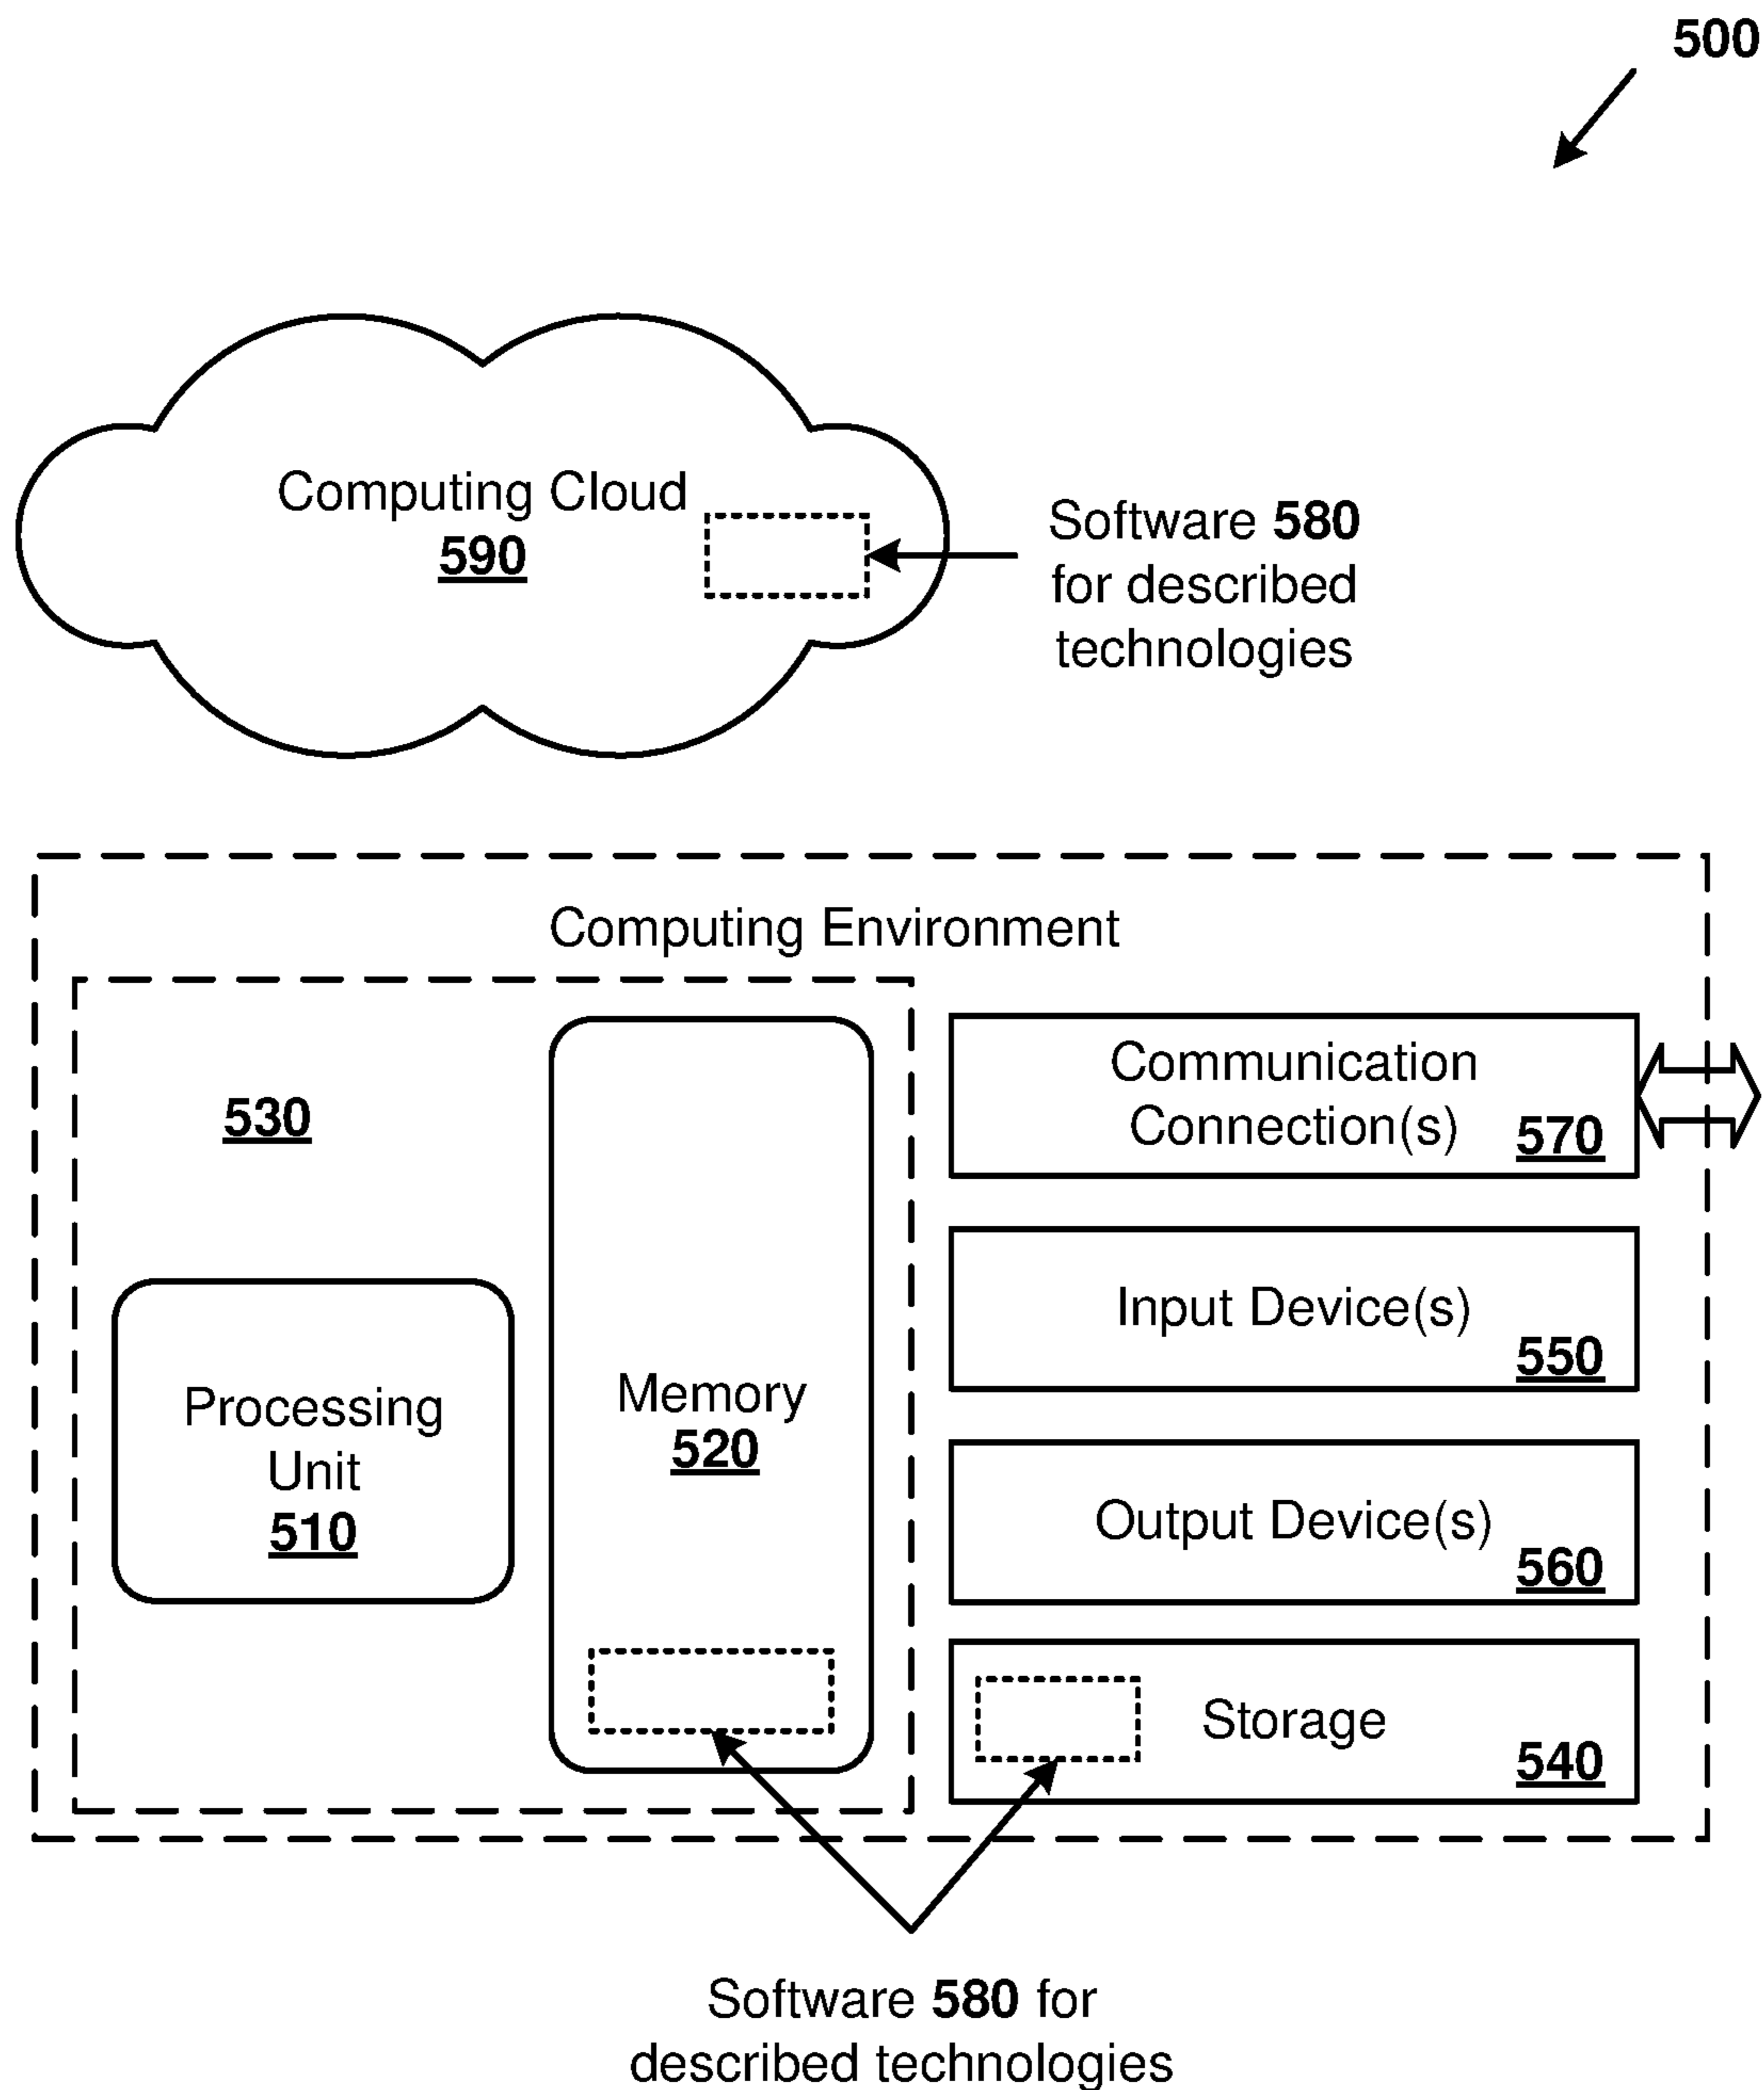 500
Computing Cloud
590
Software 580
for described
technologies
Computing Environment
530
Processing
Unit
510
Memory
520
Communication
Connection(s)
570
Input Device(s)
550
Output Device(s)
560
Storage
540
Software 580 for
described technologies